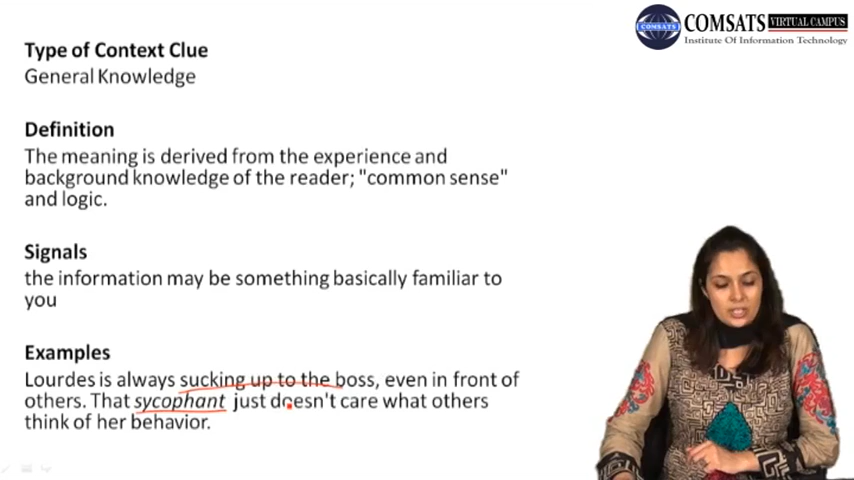 COMSATS VIRTUAL CAMPUS
COMSATS
Institute Of Information Technology
Type of Context Clue
General Knowledge
Definition
The meaning is derived from the experience and
background knowledge of the reader; "common sense"
and logic.
Signals
the information may be something basically familiar to
you
Examples
Lourdes is always sucking up to the boss, even in front of
others. That sycophant just doesn't care what others
think of her behavior.